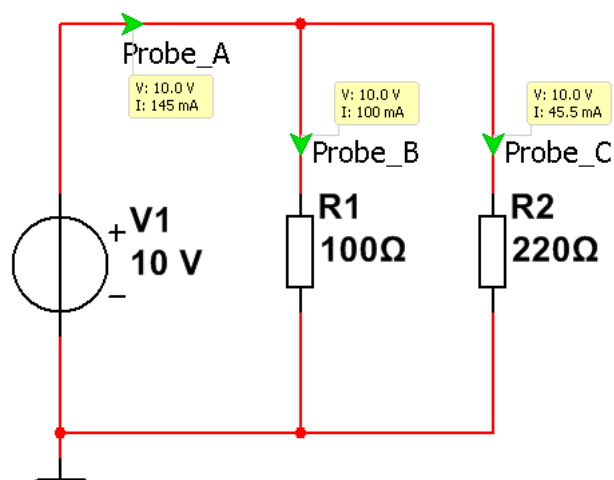 Probe_A
V: 10.0 V
I: 145 mA
V: 10.0 V
I: 100 mA
Probe_B
V: 10.0 V
I: 45.5 mA
Probe_C
V1
10 V
+
−
R1
100Ω
R2
220Ω